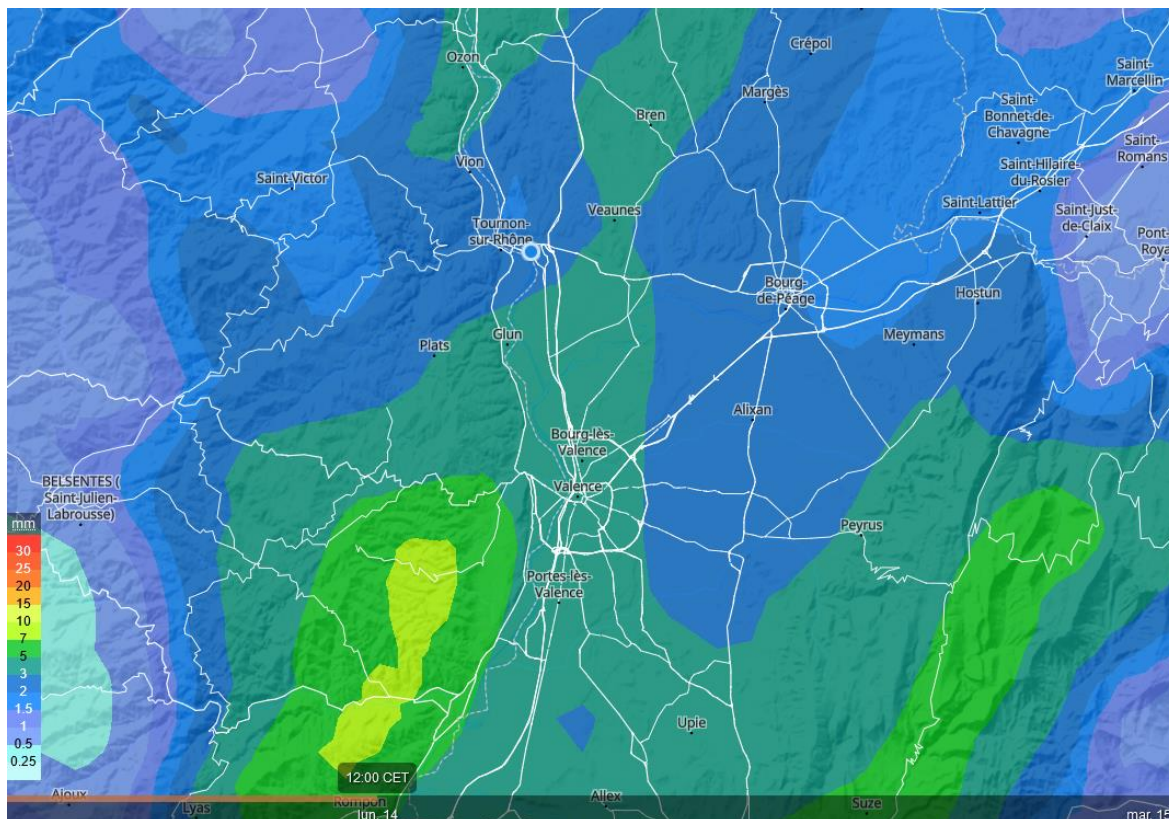 Crépol
Ozon
Saint-
Marcellin
Margès
Saint-
Bonnet-de-
Chavagne
Bren
Saint-
Romans
Vion
Saint-Hilaire-
du-Rosier
Saint-Victor
Saint-Lattier
Veaunes
Saint-Just-
de-Claix
Tournon-
sur-Rhône
Pont-
Roya
Bourg-
de-Péage
Hostun
Glun
Meymans
Plats
Alixan
Bourg-lès-
Valence
BELSENTES (
Saint-Julien-
Labrousse)
Valence
mm
30
25
20
15
10
7
5
3
2
1.5
1
0.5
0.25
Peyrus
Portes-lès-
Valence
Upie
12:00 CET
Ajoux
Lyas
Rompon
Allex
Suze
lun. 14
mar. 15